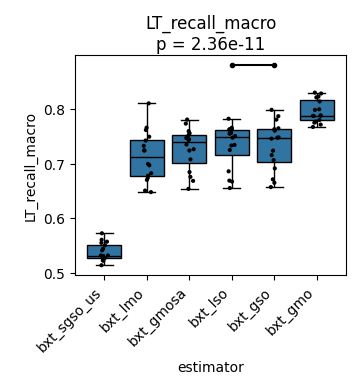 LT_recall_macro
p = 2.36e-11
LT_recall_macro
0.8
0.7
0.6
0.5
bxt_sgso_us
bxt_lmo
bxt_gmosa
bxt_lso
bxt_gso
bxt_gmo
estimator